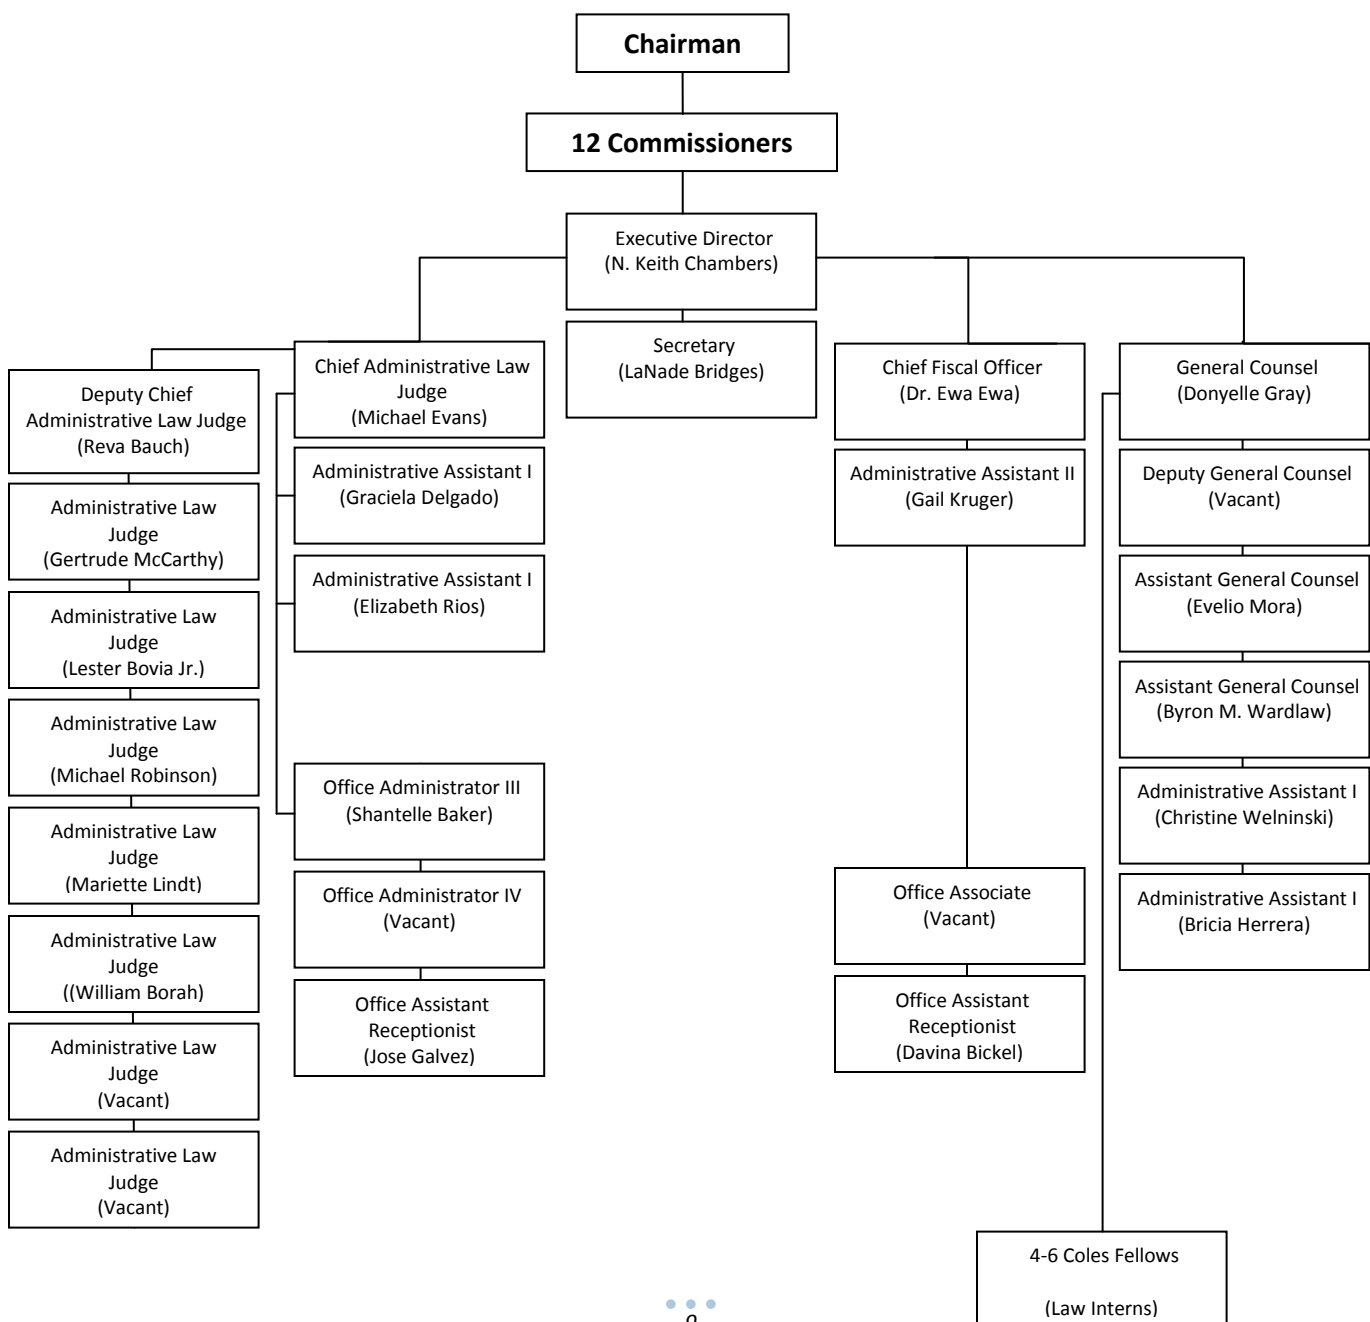 Chairman
12 Commissioners
Executive Director
(N. Keith Chambers)
Secretary
(LaNade Bridges)
Deputy Chief
Administrative Law Judge
(Reva Bauch)
Administrative Law
Judge
(Gertrude McCarthy)
Administrative Law
Judge
(Lester Bovia Jr.)
Administrative Law
Judge
(Michael Robinson)
Administrative Law
Judge
(Mariette Lindt)
Administrative Law
Judge
((William Borah)
Administrative Law
Judge
(Vacant)
Administrative Law
Judge
(Vacant)
Chief Administrative Law
Judge
(Michael Evans)
Administrative Assistant I
(Graciela Delgado)
Administrative Assistant I
(Elizabeth Rios)
Office Administrator III
(Shantelle Baker)
Office Administrator IV
(Vacant)
Office Assistant
Receptionist
(Jose Galvez)
Chief Fiscal Officer
(Dr. Ewa Ewa)
Administrative Assistant II
(Gail Kruger)
Office Associate
(Vacant)
Office Assistant
Receptionist
(Davina Bickel)
General Counsel
(Donyelle Gray)
Deputy General Counsel
(Vacant)
Assistant General Counsel
(Evelio Mora)
Assistant General Counsel
(Byron M. Wardlaw)
Administrative Assistant I
(Christine Welninski)
Administrative Assistant I
(Bricia Herrera)
4-6 Coles Fellows
(Law Interns)